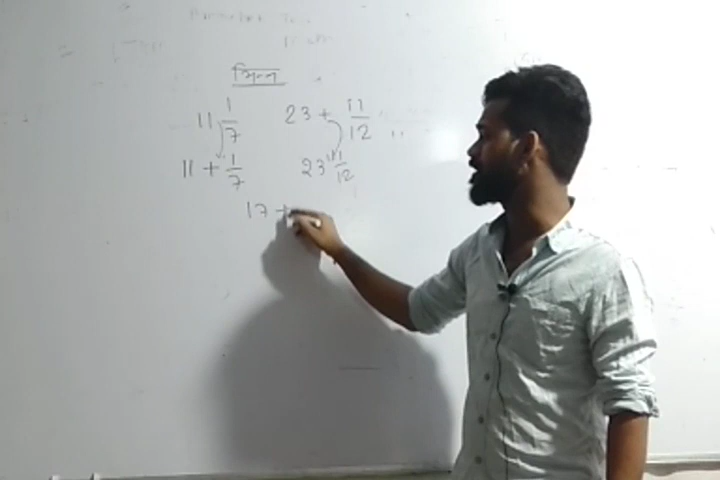 भिन्न
11 1/7 23 + 11/12
11 + 1/7 23 11/12
17 +